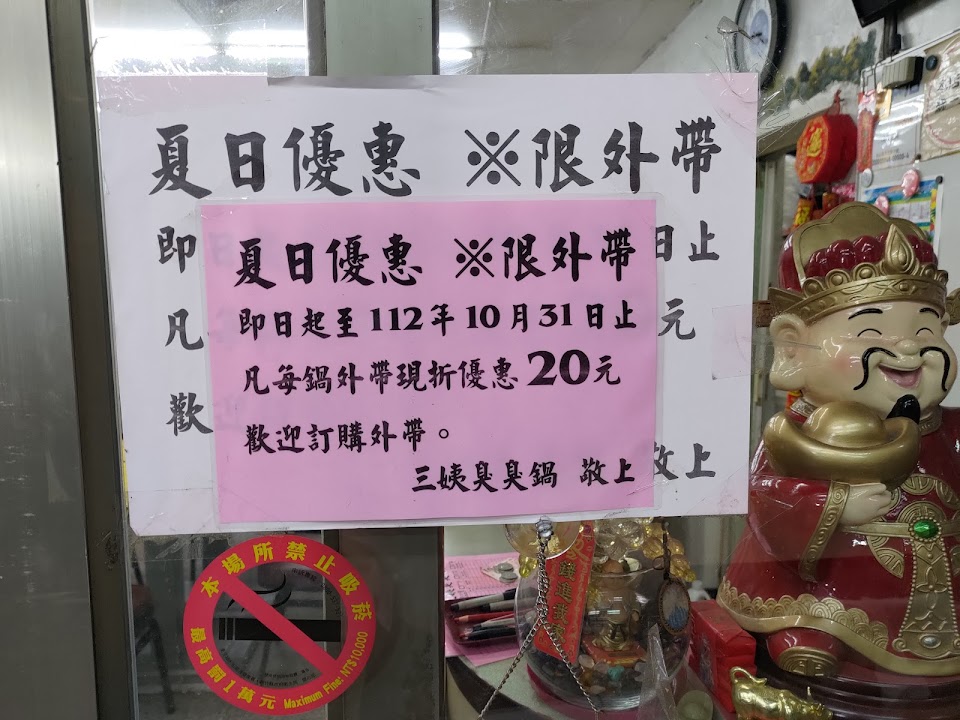 夏日優惠 ※限外帶
即
日止
凡
元
歡
敬上
夏日優惠 ※限外帶
即日起至112年10月31日止
凡每鍋外帶現折優惠20元
歡迎訂購外帶。
三姨臭臭鍋 敬上
本場所禁止吸菸
最高罰1萬元 Maximum Fine: NT$10,000